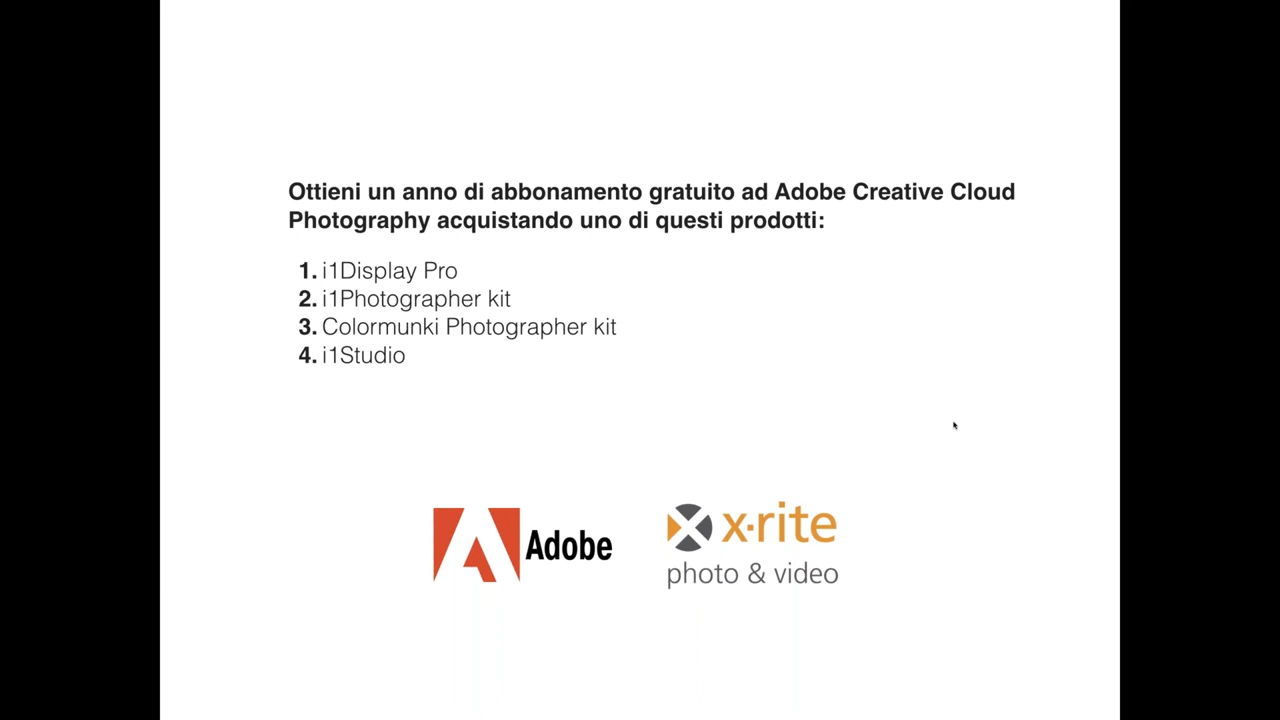 Ottieni un anno di abbonamento gratuito ad Adobe Creative Cloud
Photography acquistando uno di questi prodotti:
1. i1Display Pro
2. i1Photographer kit
3. Colormunki Photographer kit
4. i1Studio
Adobe
x·rite
photo & video